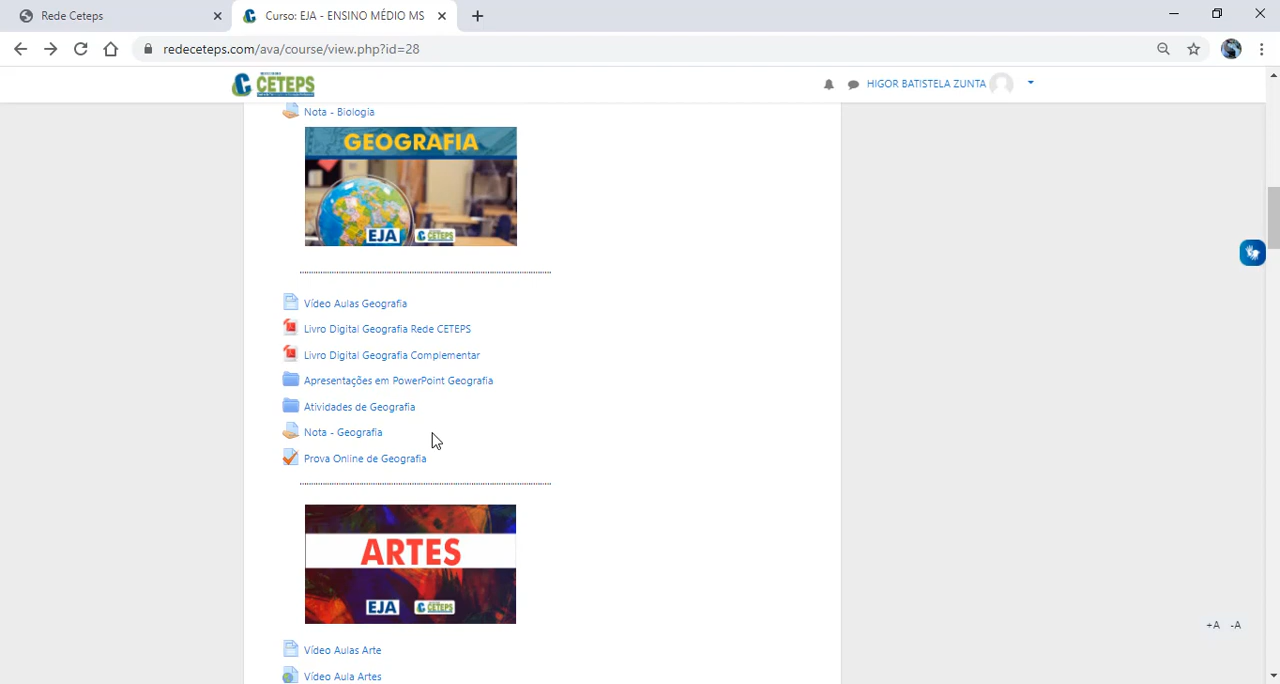 Rede Ceteps
Curso: EJA - ENSINO MÉDIO MS
redeceteps.com/ava/course/view.php?id=28
CETEPS
HIGOR BATISTELA ZUNTA
Nota - Biologia
GEOGRAFIA
EJA CETEPS
Vídeo Aulas Geografia
Livro Digital Geografia Rede CETEPS
Livro Digital Geografia Complementar
Apresentações em PowerPoint Geografia
Atividades de Geografia
Nota - Geografia
Prova Online de Geografia
ARTES
EJA CETEPS
+A -A
Vídeo Aulas Arte
Vídeo Aula Artes